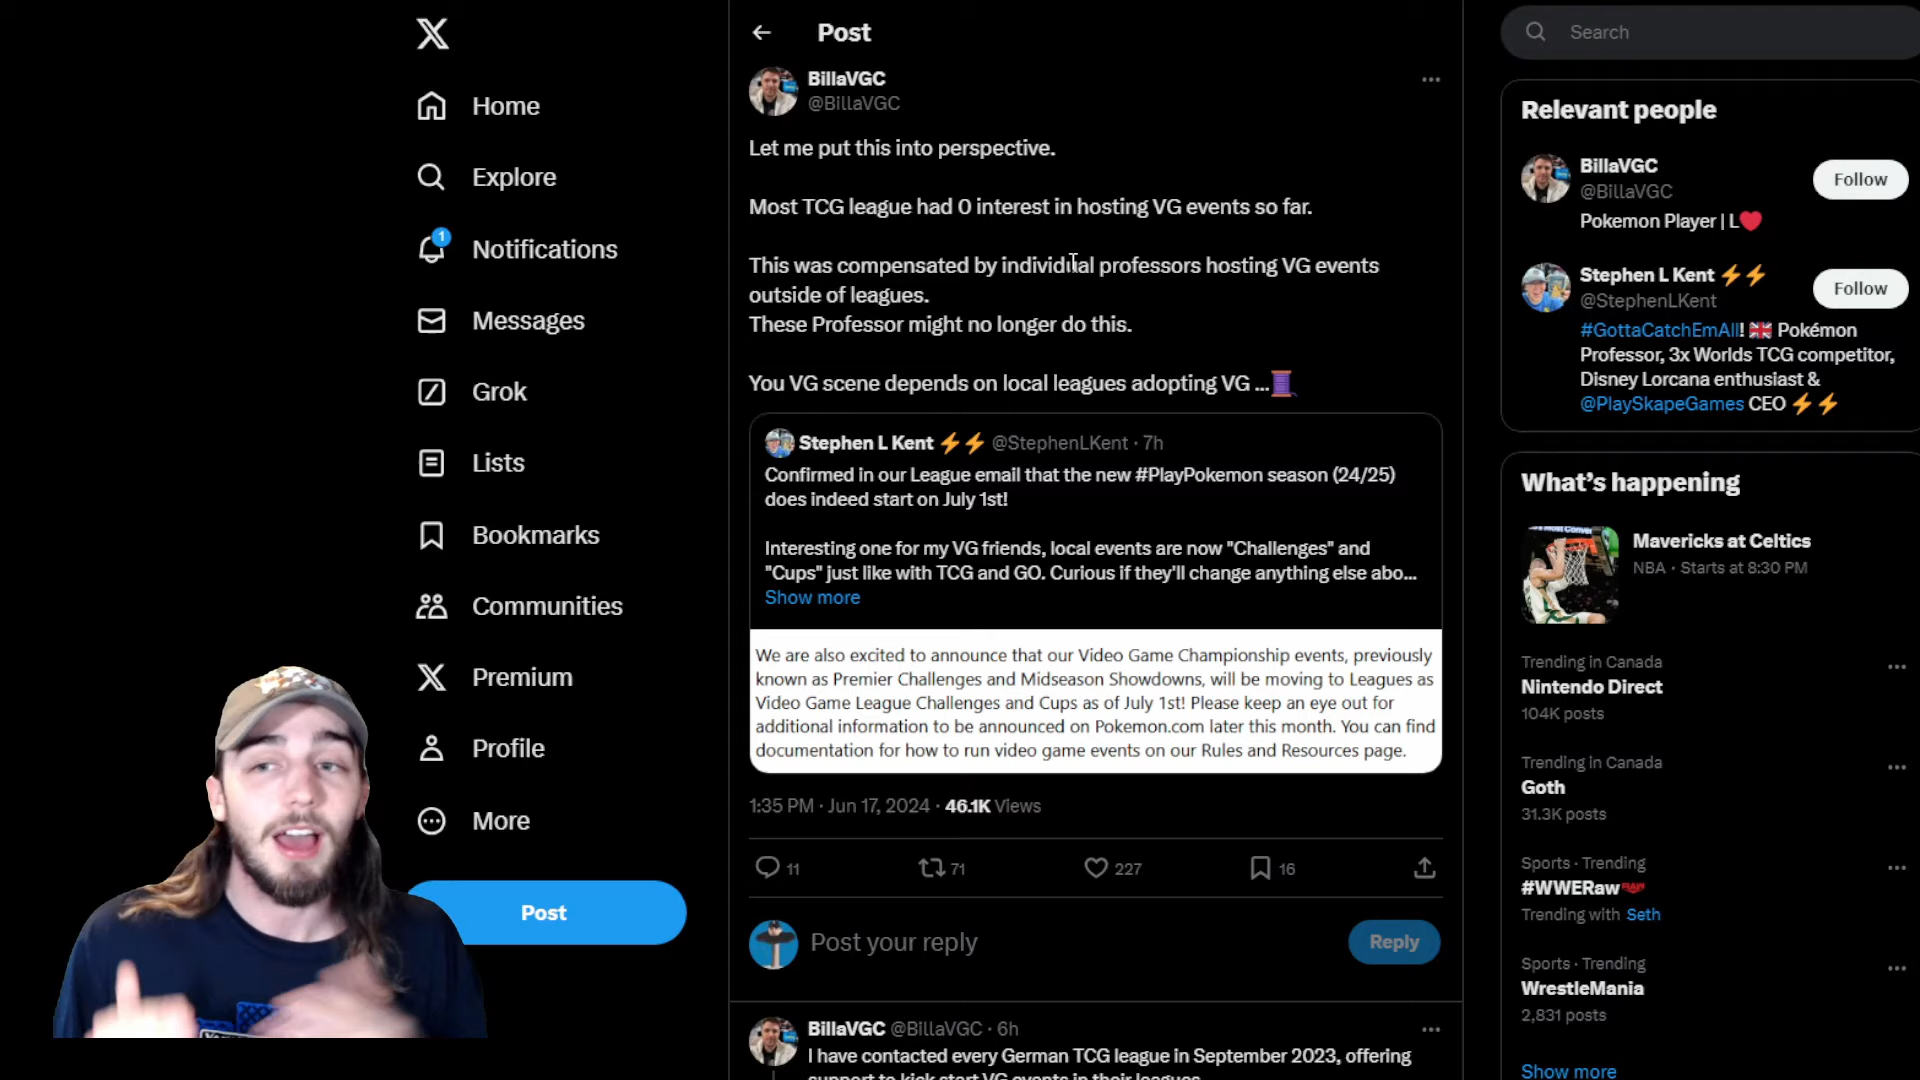 Home
Explore
1
Notifications
Messages
Grok
Lists
Bookmarks
Communities
Premium
Profile
More
Post
Post
BillaVGC
@BillaVGC
Let me put this into perspective.
Most TCG league had 0 interest in hosting VG events so far.
This was compensated by individual professors hosting VG events
outside of leagues.
These Professor might no longer do this.
You VG scene depends on local leagues adopting VG ...
Stephen L Kent ⚡⚡ @StephenLKent · 7h
Confirmed in our League email that the new #PlayPokemon season (24/25)
does indeed start on July 1st!
Interesting one for my VG friends, local events are now "Challenges" and
"Cups" just like with TCG and GO. Curious if they'll change anything else abo...
Show more
We are also excited to announce that our Video Game Championship events, previously
known as Premier Challenges and Midseason Showdowns, will be moving to Leagues as
Video Game League Challenges and Cups as of July 1st! Please keep an eye out for
additional information to be announced on Pokemon.com later this month. You can find
documentation for how to run video game events on our Rules and Resources page.
1:35 PM · Jun 17, 2024 · 46.1K Views
11 71 227 16
Post your reply
Reply
BillaVGC @BillaVGC · 6h
I have contacted every German TCG league in September 2023, offering
support to kick start VG events in their leagues
Search
Relevant people
BillaVGC
@BillaVGC
Follow
Pokemon Player | L❤️
Stephen L Kent ⚡⚡
@StephenLKent
Follow
#GottaCatchEmAll! 🇬🇧 Pokémon
Professor, 3x Worlds TCG competitor,
Disney Lorcana enthusiast &
@PlaySkapeGames CEO ⚡⚡
What's happening
Mavericks at Celtics
NBA · Starts at 8:30 PM
Trending in Canada
Nintendo Direct
104K posts
Trending in Canada
Goth
31.3K posts
Sports · Trending
#WWERaw
Trending with Seth
Sports · Trending
WrestleMania
2,831 posts
Show more